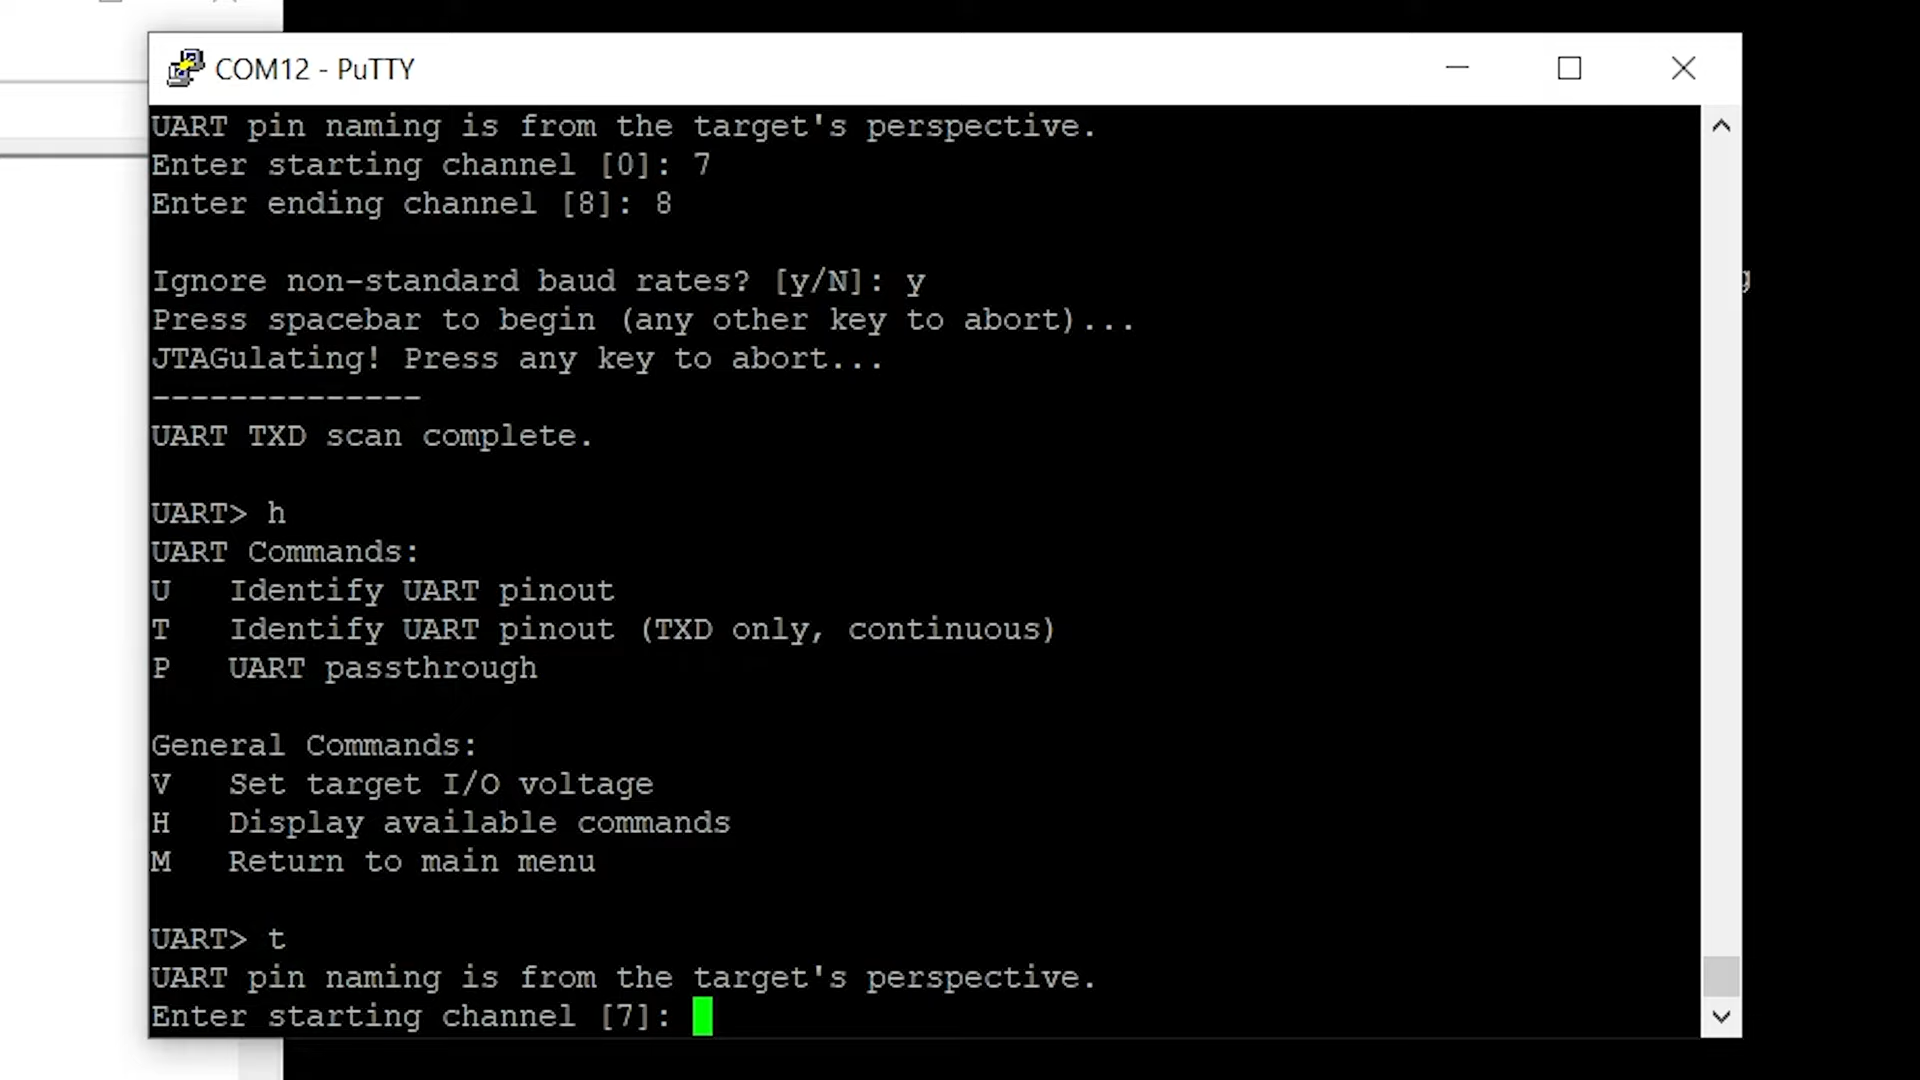 COM12 - PuTTY
UART pin naming is from the target's perspective.
Enter starting channel [0]: 7
Enter ending channel [8]: 8
Ignore non-standard baud rates? [y/N]: y
Press spacebar to begin (any other key to abort)...
JTAGulating! Press any key to abort...
--------------
UART TXD scan complete.
UART> h
UART Commands:
U   Identify UART pinout
T   Identify UART pinout (TXD only, continuous)
P   UART passthrough
General Commands:
V   Set target I/O voltage
H   Display available commands
M   Return to main menu
UART> t
UART pin naming is from the target's perspective.
Enter starting channel [7]: